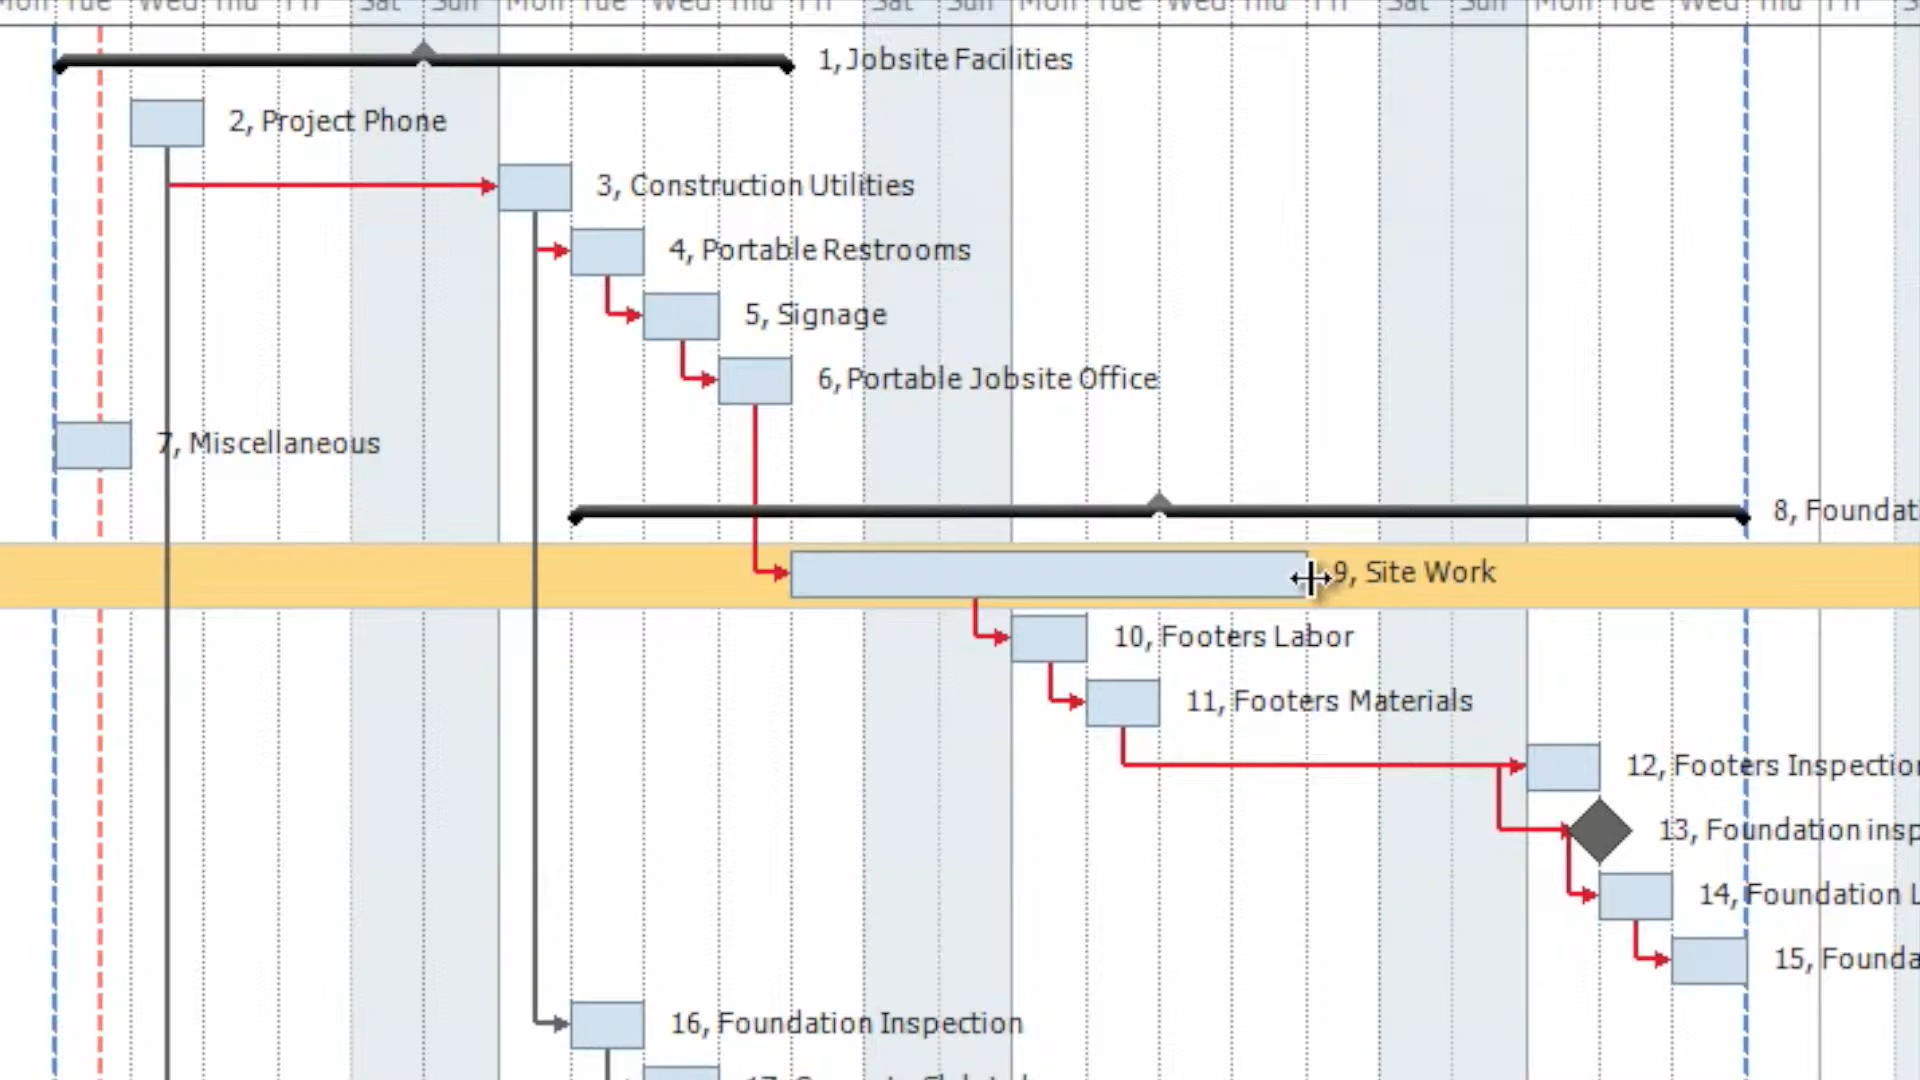 Mon Tue Wed Thu Fri Sat Sun Mon Tue Wed Thu Fri Sat Sun Mon Tue Wed Thu Fri Sat Sun Mon Tue Wed Thu Fri S
1, Jobsite Facilities
2, Project Phone
3, Construction Utilities
4, Portable Restrooms
5, Signage
6, Portable Jobsite Office
7, Miscellaneous
8, Foundat
9, Site Work
10, Footers Labor
11, Footers Materials
12, Footers Inspection
13, Foundation insp
14, Foundation L
15, Founda
16, Foundation Inspection